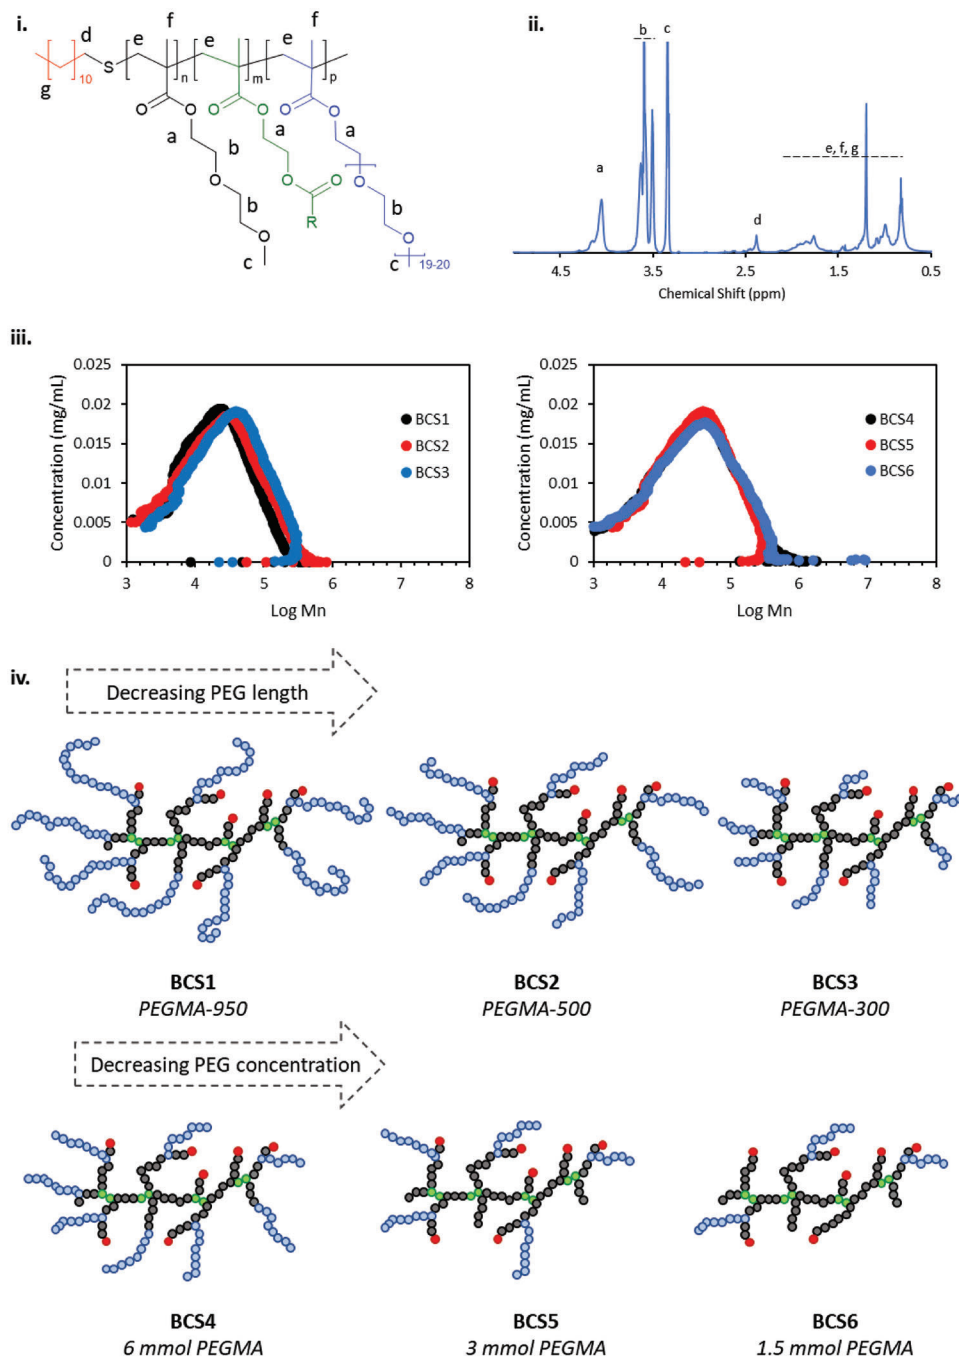 i.
d
f
e
f
e
e
f
10
g
S
n
m
p
O
O
O
O
O
O
a
a
a
b
O
O
O
O
b
R
b
O
O
c
c
19-20
ii.
b
c
a
e, f, g
d
4.5
3.5
2.5
1.5
0.5
Chemical Shift (ppm)
iii.
Concentration (mg/mL)
0.025
0.02
0.015
0.01
0.005
0
3
4
5
6
7
8
Log Mn
BCS1
BCS2
BCS3
Concentration (mg/mL)
0.025
0.02
0.015
0.01
0.005
0
3
4
5
6
7
8
Log Mn
BCS4
BCS5
BCS6
iv.
Decreasing PEG length
BCS1
PEGMA-950
BCS2
PEGMA-500
BCS3
PEGMA-300
Decreasing PEG concentration
BCS4
6 mmol PEGMA
BCS5
3 mmol PEGMA
BCS6
1.5 mmol PEGMA